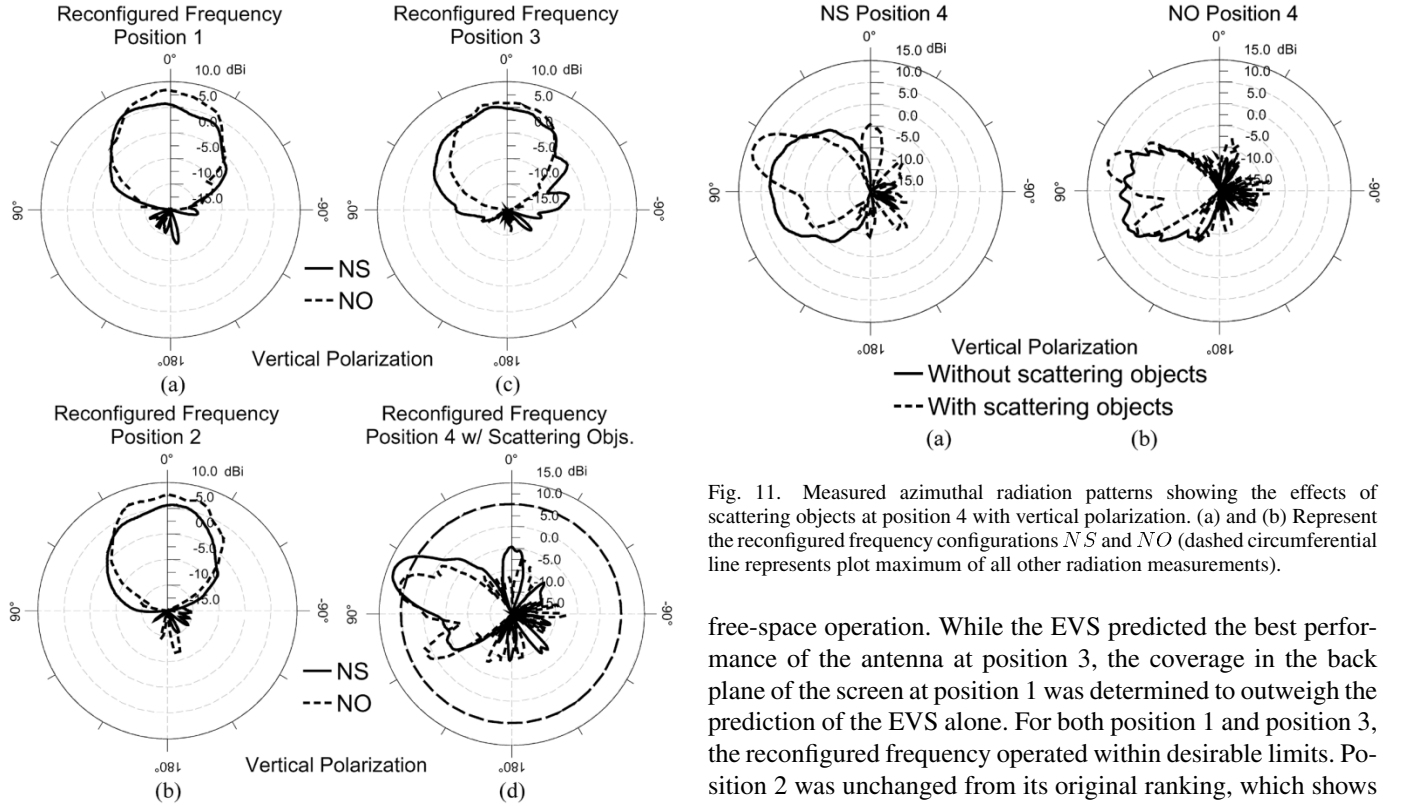 Reconfigured Frequency
Position 1
0°
10.0 dBi
5.0
0.0
-5.0
-10.0
-15.0
90°
-90°
180°
(a)
Reconfigured Frequency
Position 3
0°
10.0 dBi
5.0
0.0
-5.0
-10.0
-15.0
90°
-90°
180°
(c)
NS
NO
Vertical Polarization
Reconfigured Frequency
Position 2
0°
10.0 dBi
5.0
0.0
-5.0
-10.0
-15.0
90°
-90°
180°
(b)
Reconfigured Frequency
Position 4 w/ Scattering Objs.
0°
15.0 dBi
10.0
5.0
0.0
-5.0
-10.0
15.0
90°
-90°
180°
(d)
NS
NO
Vertical Polarization
NS Position 4
0°
15.0 dBi
10.0
5.0
0.0
-5.0
-10.0
15.0
90°
-90°
180°
NO Position 4
0°
15.0 dBi
10.0
5.0
0.0
-5.0
-10.0
-15.0
90°
-90°
180°
Vertical Polarization
Without scattering objects
With scattering objects
(a)
(b)
Fig. 11. Measured azimuthal radiation patterns showing the effects of
scattering objects at position 4 with vertical polarization. (a) and (b) Represent
the reconfigured frequency configurations NS and NO (dashed circumferential
line represents plot maximum of all other radiation measurements).
free-space operation. While the EVS predicted the best perfor-
mance of the antenna at position 3, the coverage in the back
plane of the screen at position 1 was determined to outweigh the
prediction of the EVS alone. For both position 1 and position 3,
the reconfigured frequency operated within desirable limits. Po-
sition 2 was unchanged from its original ranking, which shows